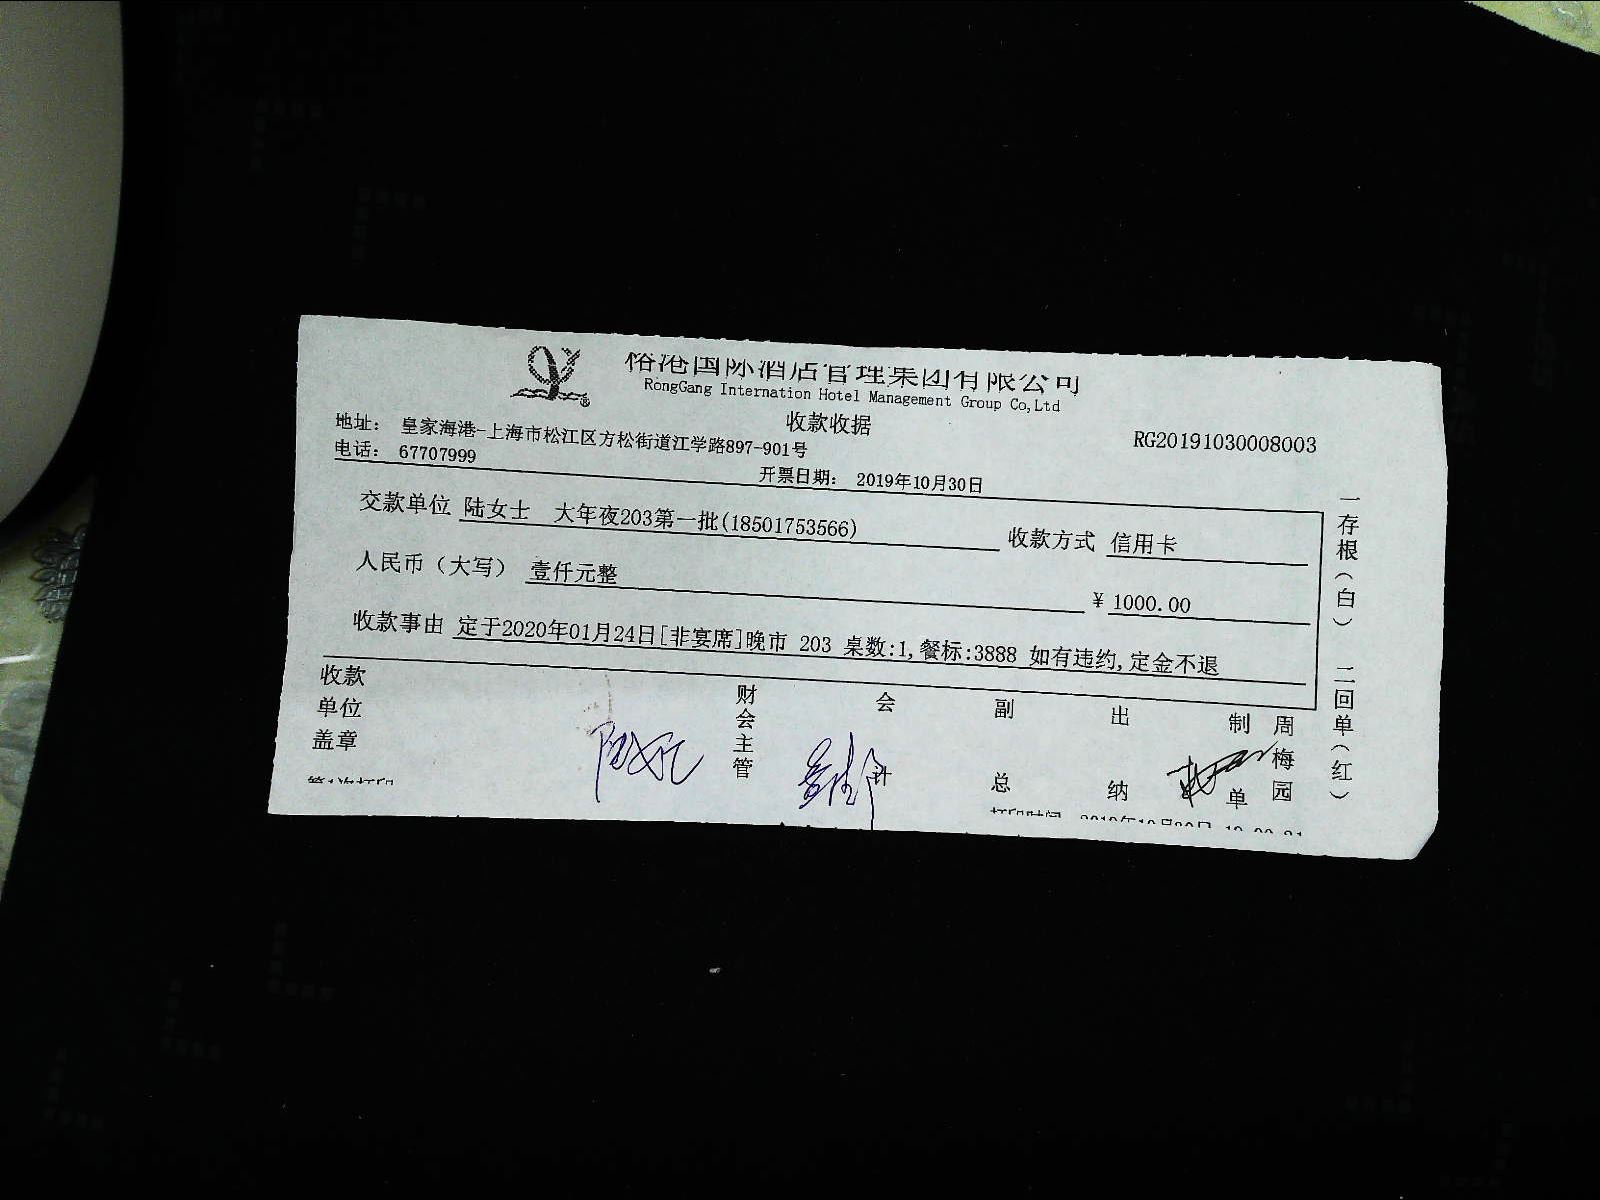 裕港国际酒店管理集团有限公司
RongGang Internation Hotel Management Group Co,Ltd
收款收据
地址： 皇家海港-上海市松江区方松街道江学路897-901号
RG20191030008003
电话： 67707999
开票日期： 2019年10月30日
交款单位 陆女士 大年夜203第一批(18501753566) 收款方式 信用卡
人民币（大写） 壹仟元整 ¥ 1000.00
收款事由 定于2020年01月24日[非宴席]晚市 203 桌数:1,餐标:3888 如有违约,定金不退
收款单位盖章
财会主管
会计
副总
出纳
制单
周梅园
一存根（白） 二回单（红）
第1次打印